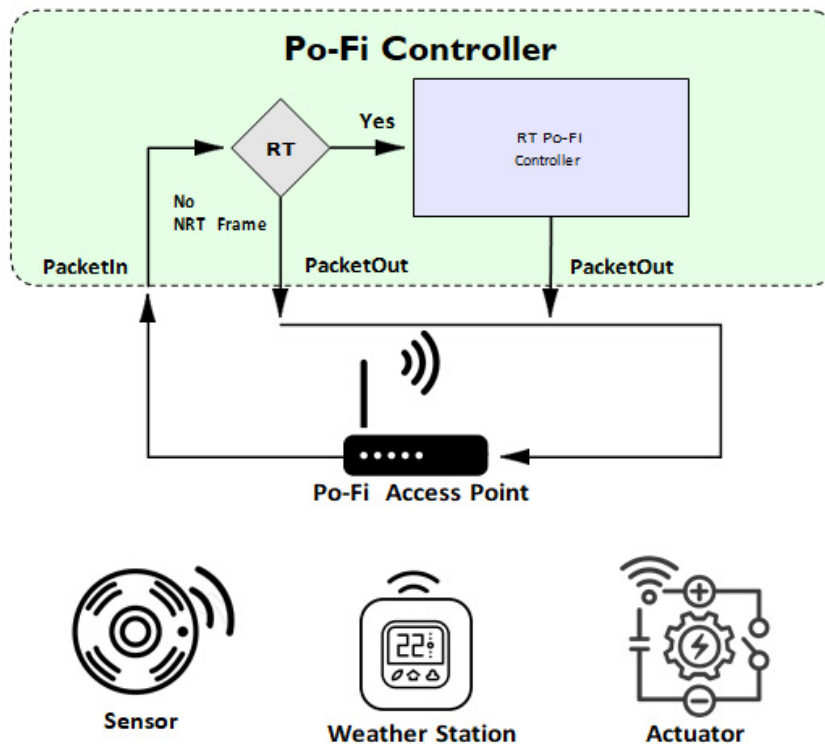 Po-Fi Controller
Yes
RT
RT Po-FI
Controller
No
NRT Frame
PacketIn
PacketOut
PacketOut
Po-Fi Access Point
22
Sensor
Weather Station
Actuator